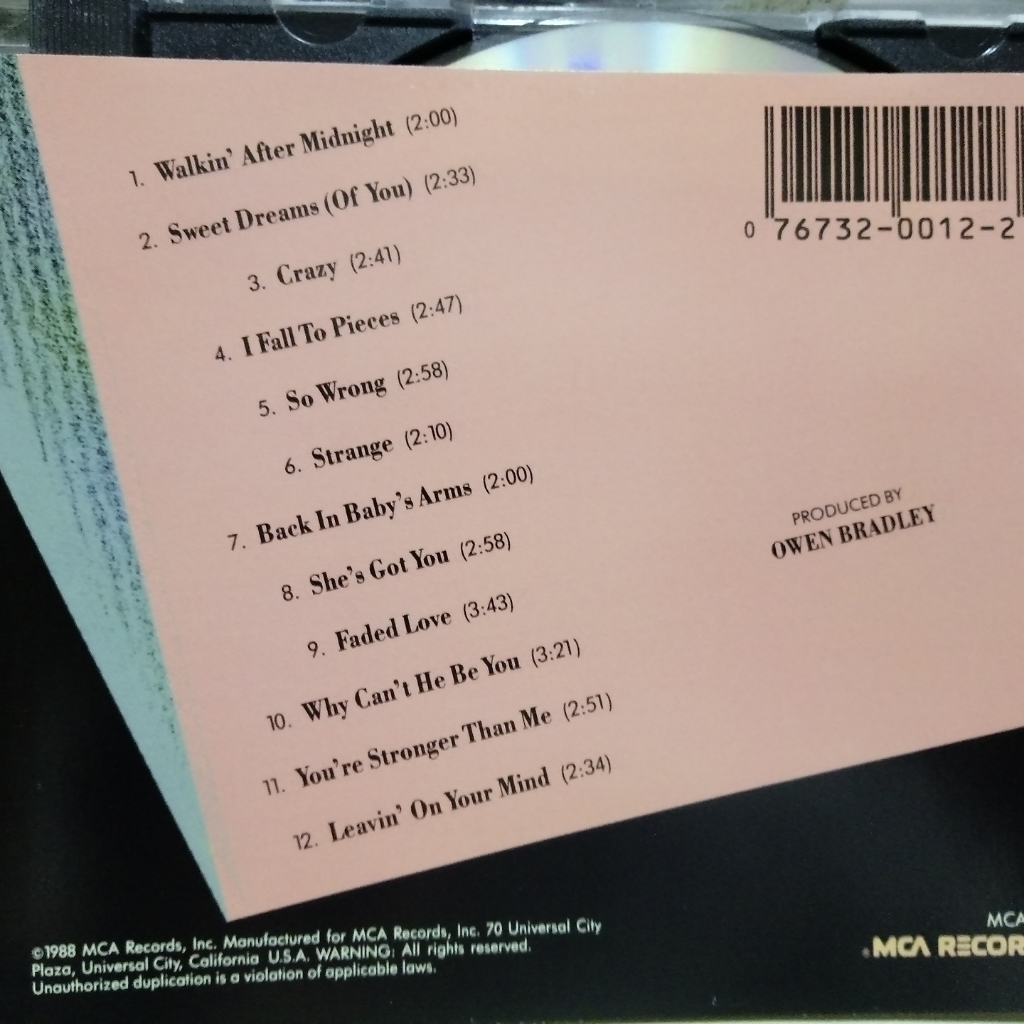 1. Walkin' After Midnight (2:00)
2. Sweet Dreams (Of You) (2:33)
3. Crazy (2:41)
4. I Fall To Pieces (2:47)
5. So Wrong (2:58)
6. Strange (2:10)
7. Back In Baby's Arms (2:00)
8. She's Got You (2:58)
9. Faded Love (3:43)
10. Why Can't He Be You (3:21)
11. You're Stronger Than Me (2:51)
12. Leavin' On Your Mind (2:34)
0 76732-0012-2
PRODUCED BY
OWEN BRADLEY
©1988 MCA Records, Inc. Manufactured for MCA Records, Inc. 70 Universal City
Plaza, Universal City, California U.S.A. WARNING: All rights reserved.
Unauthorized duplication is a violation of applicable laws.
MCA
MCA RECOR